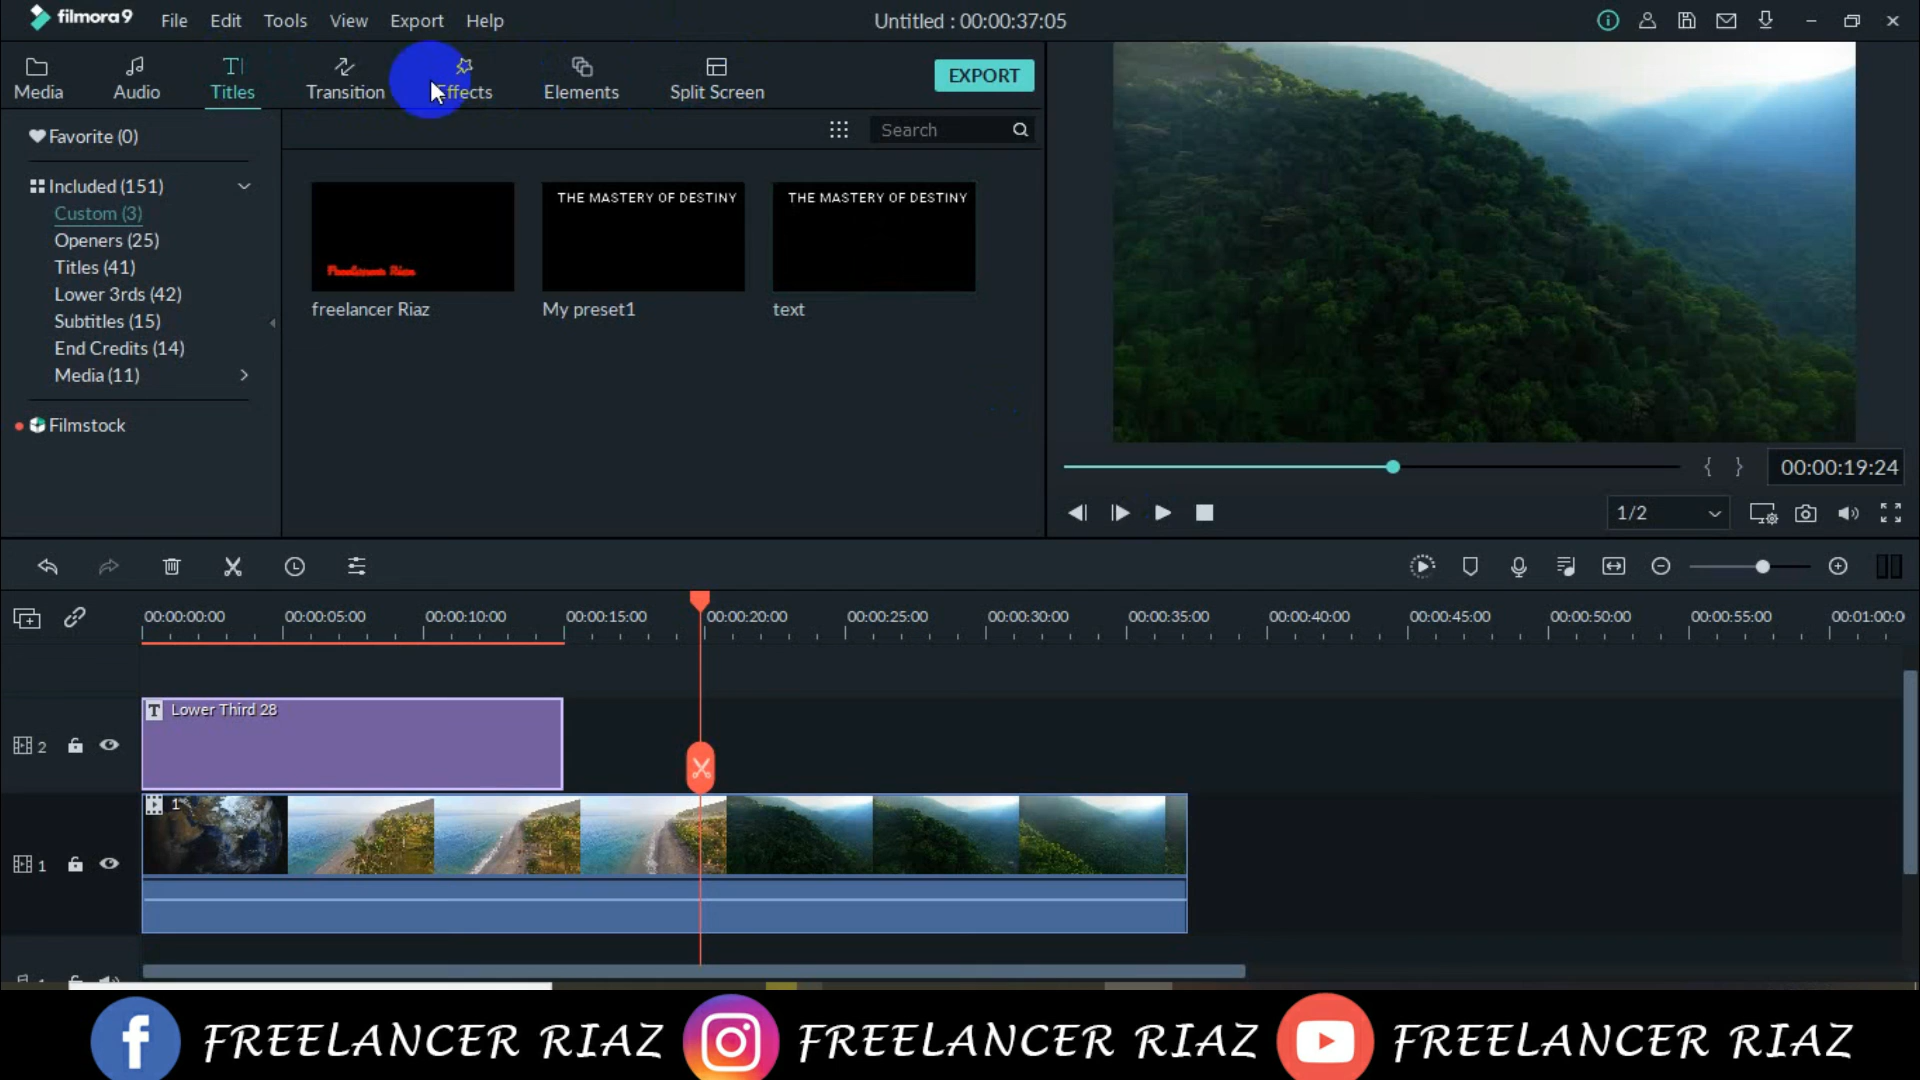 filmora9 File Edit Tools View Export Help Untitled : 00:00:37:05
Media Audio Titles Transition Effects Elements Split Screen EXPORT
Favorite (0)
Search
Included (151)
Custom (3)
Openers (25)
Titles (41)
Lower 3rds (42)
Subtitles (15)
End Credits (14)
Media (11)
Filmstock
Freelancer Riaz
THE MASTERY OF DESTINY
THE MASTERY OF DESTINY
freelancer Riaz My preset1 text
00:00:19:24
1/2
00:00:00:00 00:00:05:00 00:00:10:00 00:00:15:00 00:00:20:00 00:00:25:00 00:00:30:00 00:00:35:00 00:00:40:00 00:00:45:00 00:00:50:00 00:00:55:00 00:01:00:0
T Lower Third 28
2
1
1
FREELANCER RIAZ FREELANCER RIAZ FREELANCER RIAZ